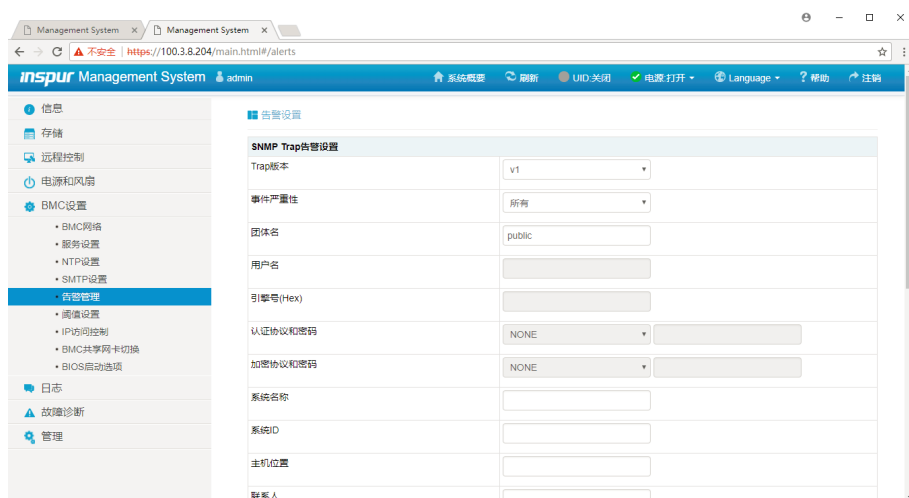 Management System
Management System
不安全 | https://100.3.8.204/main.html#/alerts
inspur Management System admin 系统概要 刷新 UID:关闭 电源:打开 Language 帮助 注销
信息
存储
远程控制
电源和风扇
BMC设置
• BMC网络
• 服务设置
• NTP设置
• SMTP设置
• 告警管理
• 阈值设置
• IP访问控制
• BMC共享网卡切换
• BIOS启动选项
日志
故障诊断
管理
告警设置
SNMP Trap告警设置
Trap版本 v1
事件严重性 所有
团体名 public
用户名
引擎号(Hex)
认证协议和密码 NONE
加密协议和密码 NONE
系统名称
系统ID
主机位置
联系人